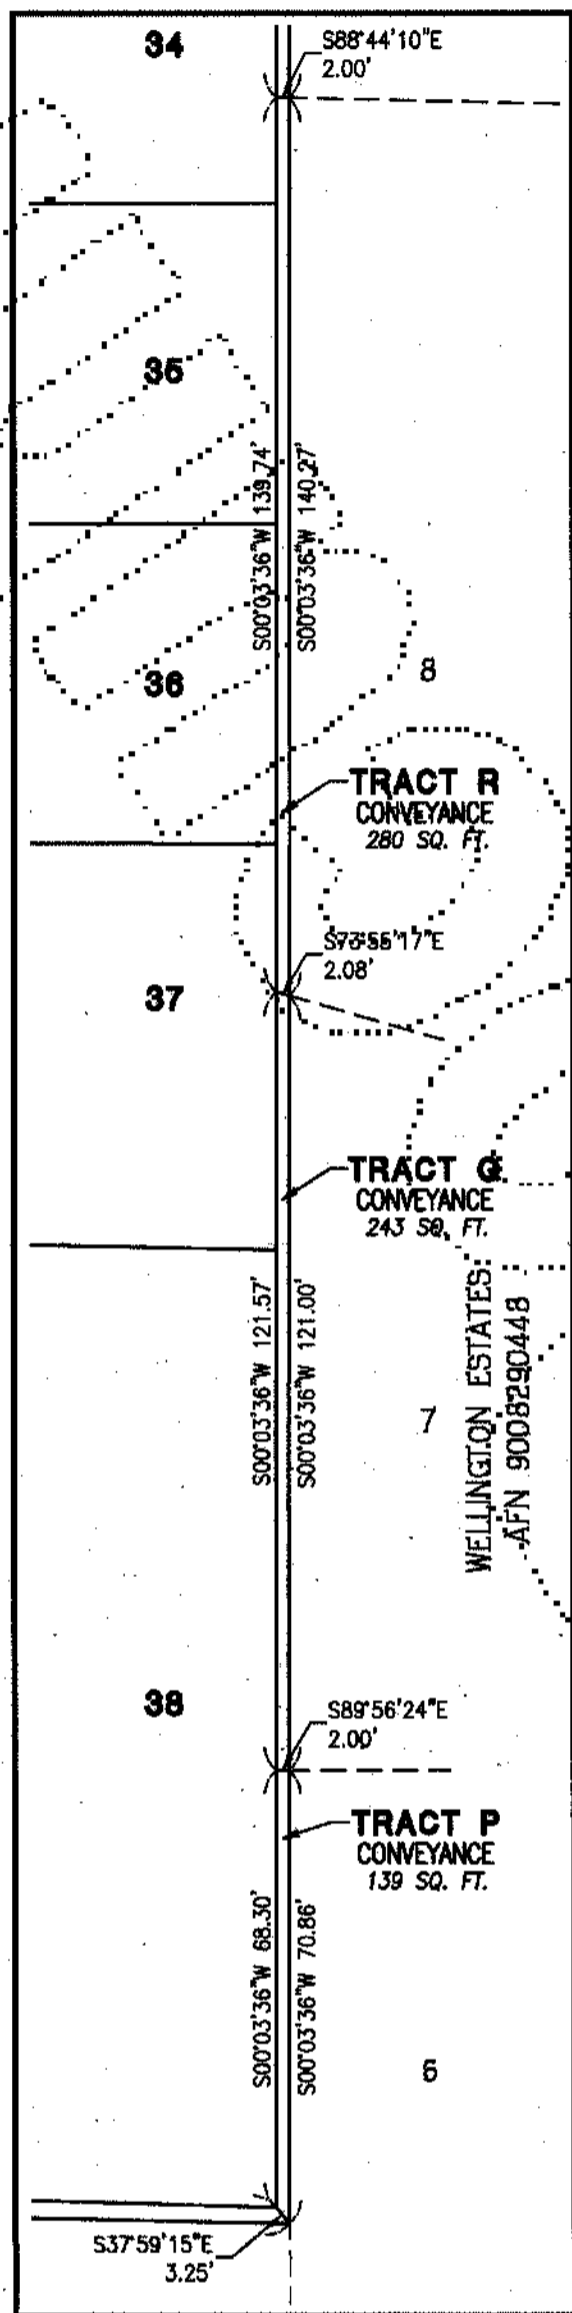 34
S88°44'10"E
2.00'
35
S00°03'36"W 139.74'
S00°03'36"W 140.27'
36
8
TRACT R
CONVEYANCE
280 SQ. FT.
S73°55'17"E
2.08'
37
TRACT Q
CONVEYANCE
243 SQ. FT.
S00°03'36"W 121.57'
S00°03'36"W 121.00'
7
WELLINGTON ESTATES
AFN 9008290448
38
S89°56'24"E
2.00'
TRACT P
CONVEYANCE
139 SQ. FT.
S00°03'36"W 68.30'
S00°03'36"W 70.86'
6
S37°59'15"E
3.25'